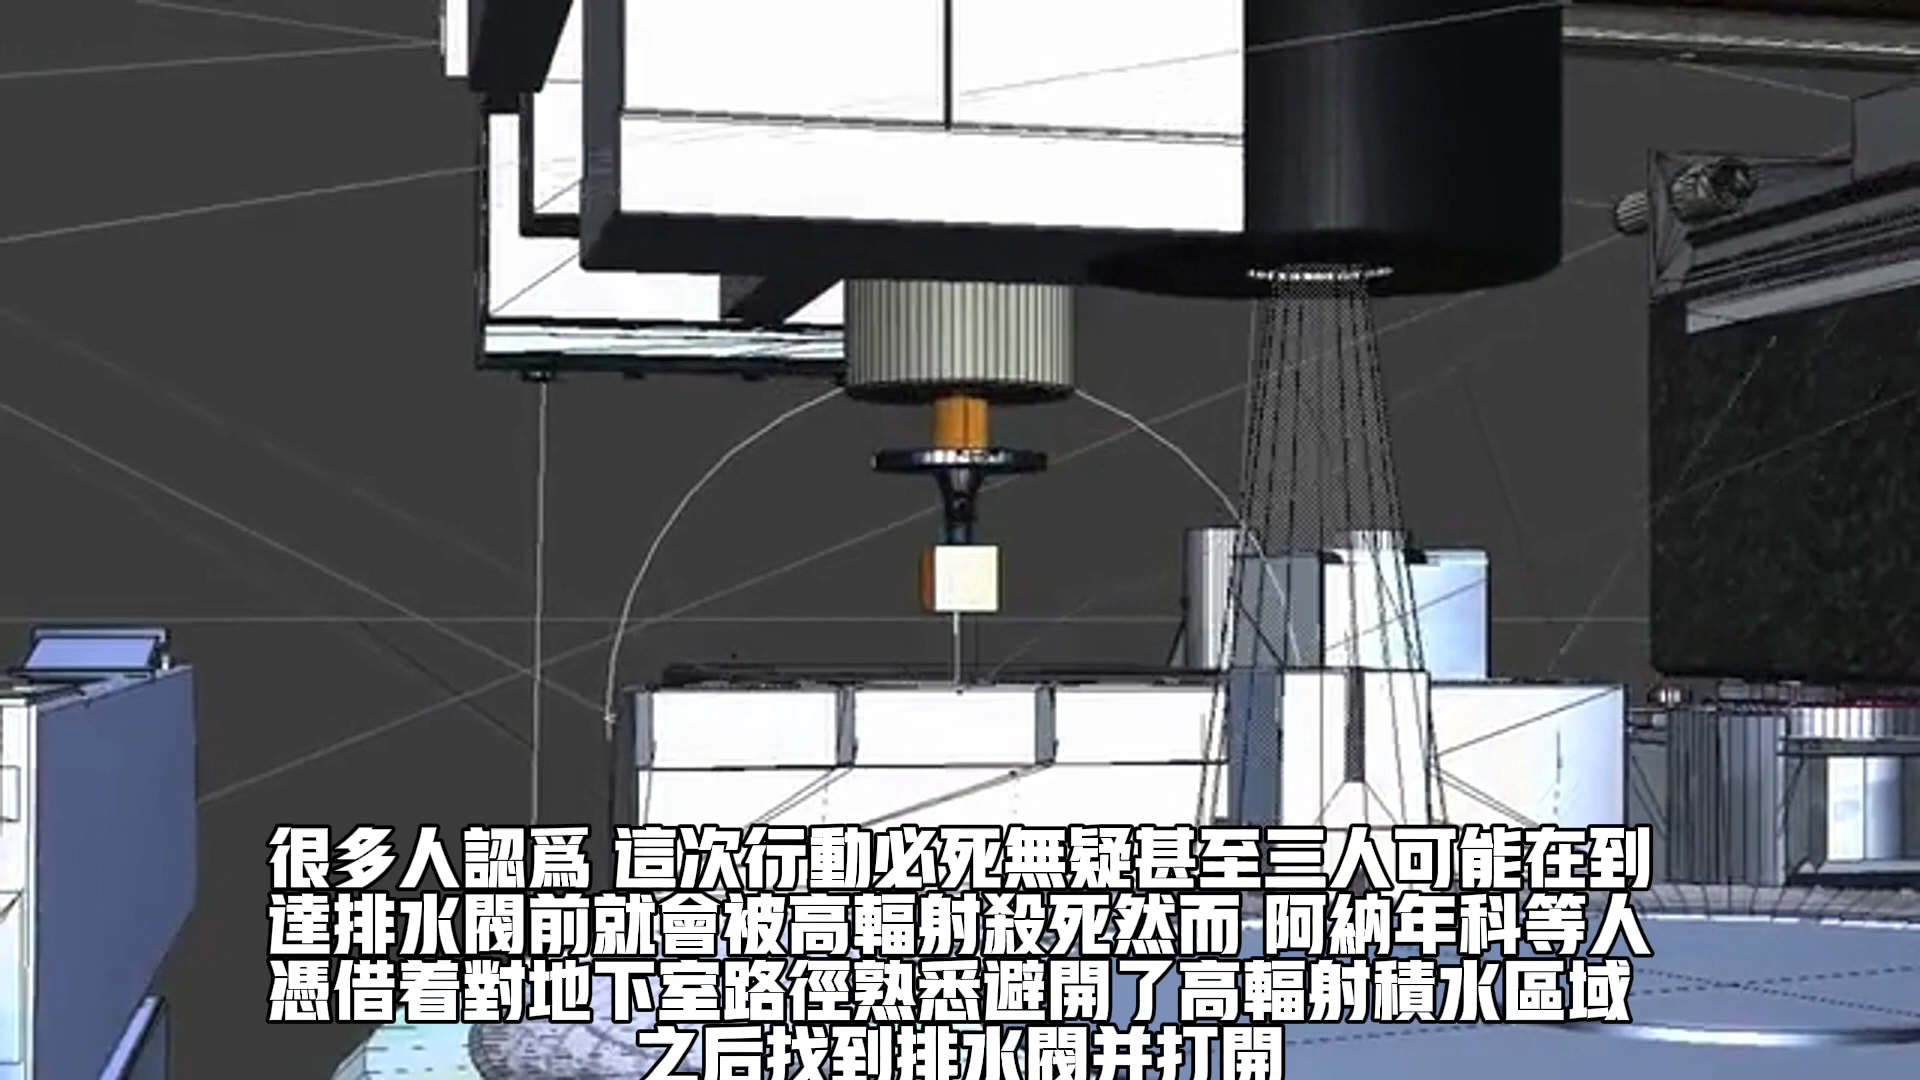 很多人認爲 這次行動必死無疑甚至三人可能在到
達排水閥前就會被高輻射殺死然而 阿納年科等人
憑借着對地下室路徑熟悉避開了高輻射積水區域
之后找到排水閥并打開